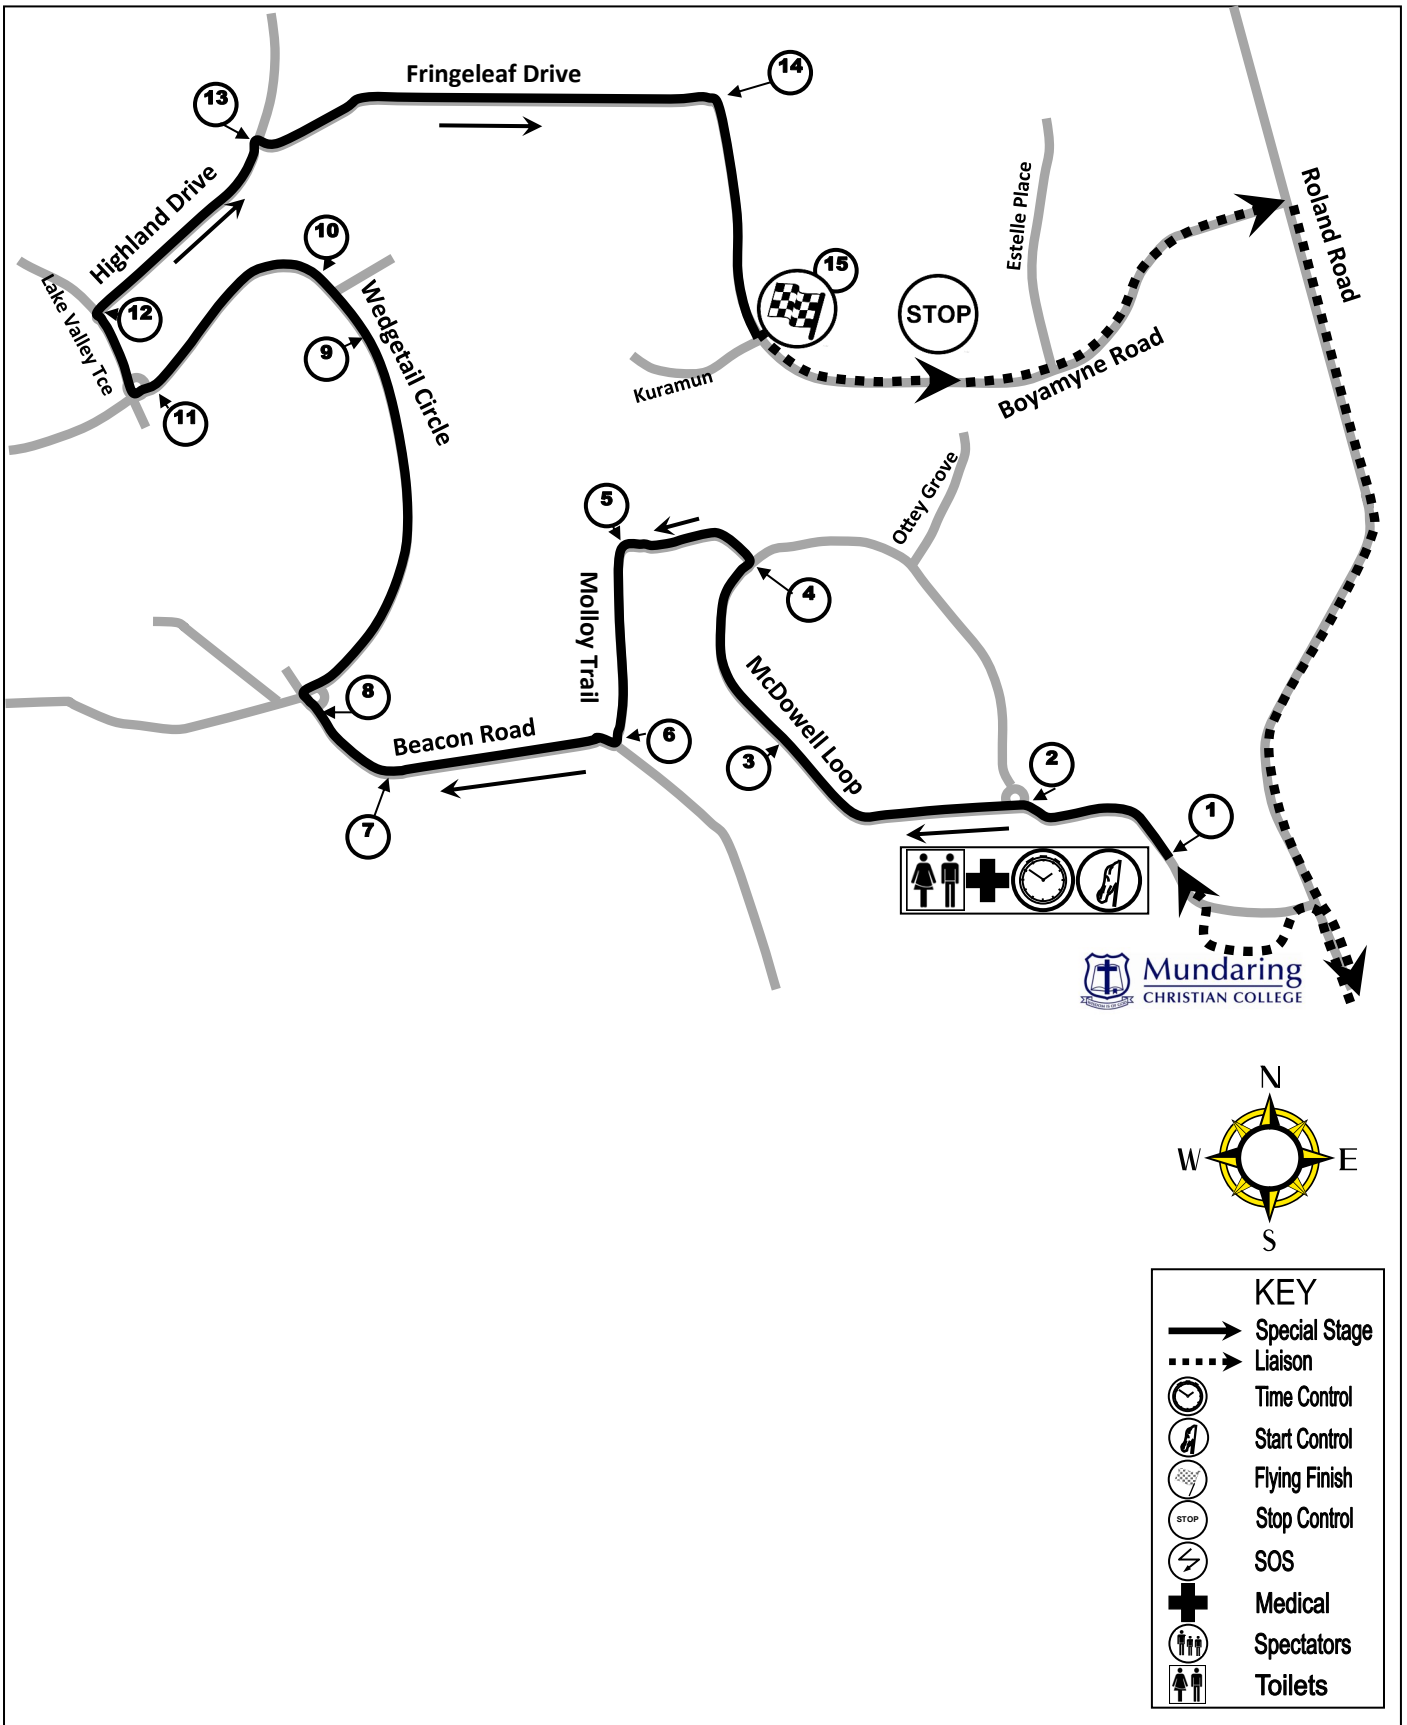 Fringeleaf Drive
14
13
Highland Drive
Roland Road
Estelle Place
10
15
Lake Valley Tce
12
Wedgetail Circle
STOP
9
Kuramun
Boyamyne Road
11
Ottey Grove
5
4
Molloy Trail
McDowell Loop
8
Beacon Road
6
3
2
7
1
Mundaring
CHRISTIAN COLLEGE
N
W
E
S
KEY
Special Stage
Liaison
Time Control
Start Control
Flying Finish
STOP Stop Control
SOS
Medical
Spectators
Toilets